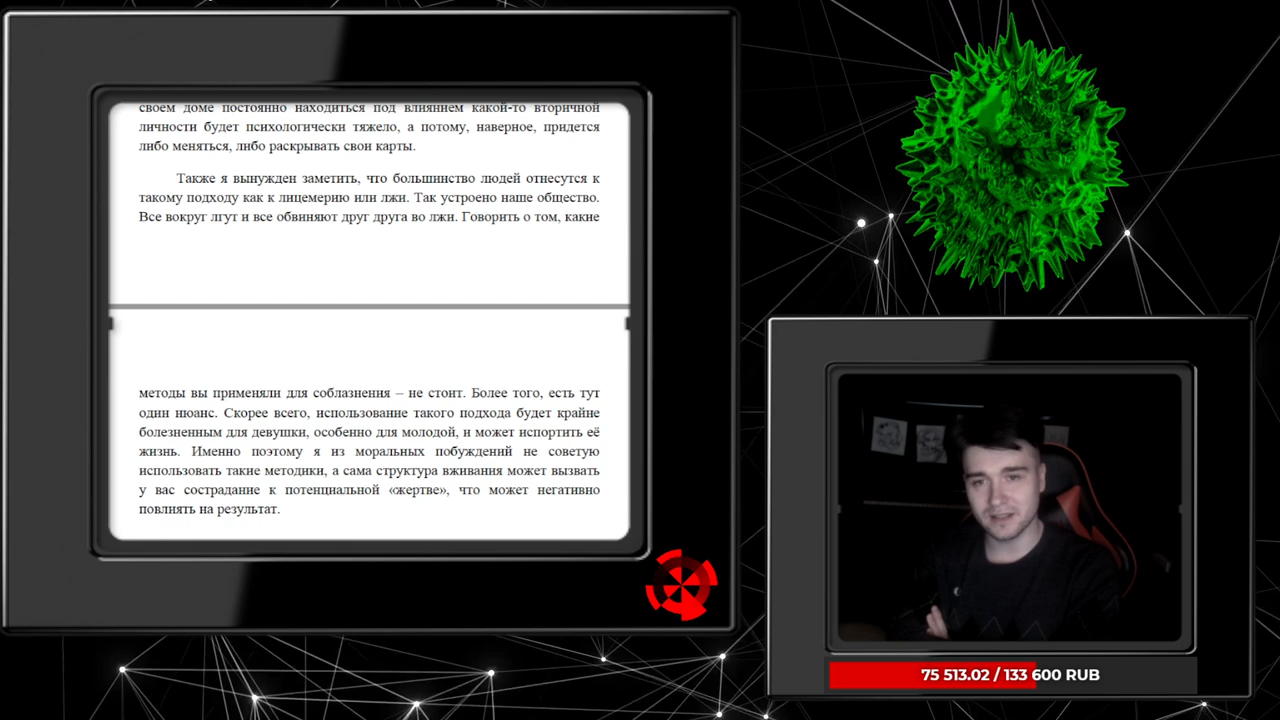 своем доме постоянно находиться под влиянием какой-то вторичной
личности будет психологически тяжело, а потому, наверное, придется
либо меняться, либо раскрывать свои карты.
Также я вынужден заметить, что большинство людей отнесутся к
такому подходу как к лицемерию или лжи. Так устроено наше общество.
Все вокруг лгут и все обвиняют друг друга во лжи. Говорить о том, какие
методы вы применяли для соблазнения – не стоит. Более того, есть тут
один нюанс. Скорее всего, использование такого подхода будет крайне
болезненным для девушки, особенно для молодой, и может испортить её
жизнь. Именно поэтому я из моральных побуждений не советую
использовать такие методики, а сама структура вживания может вызвать
у вас сострадание к потенциальной «жертве», что может негативно
повлиять на результат.
75 513.02 / 133 600 RUB